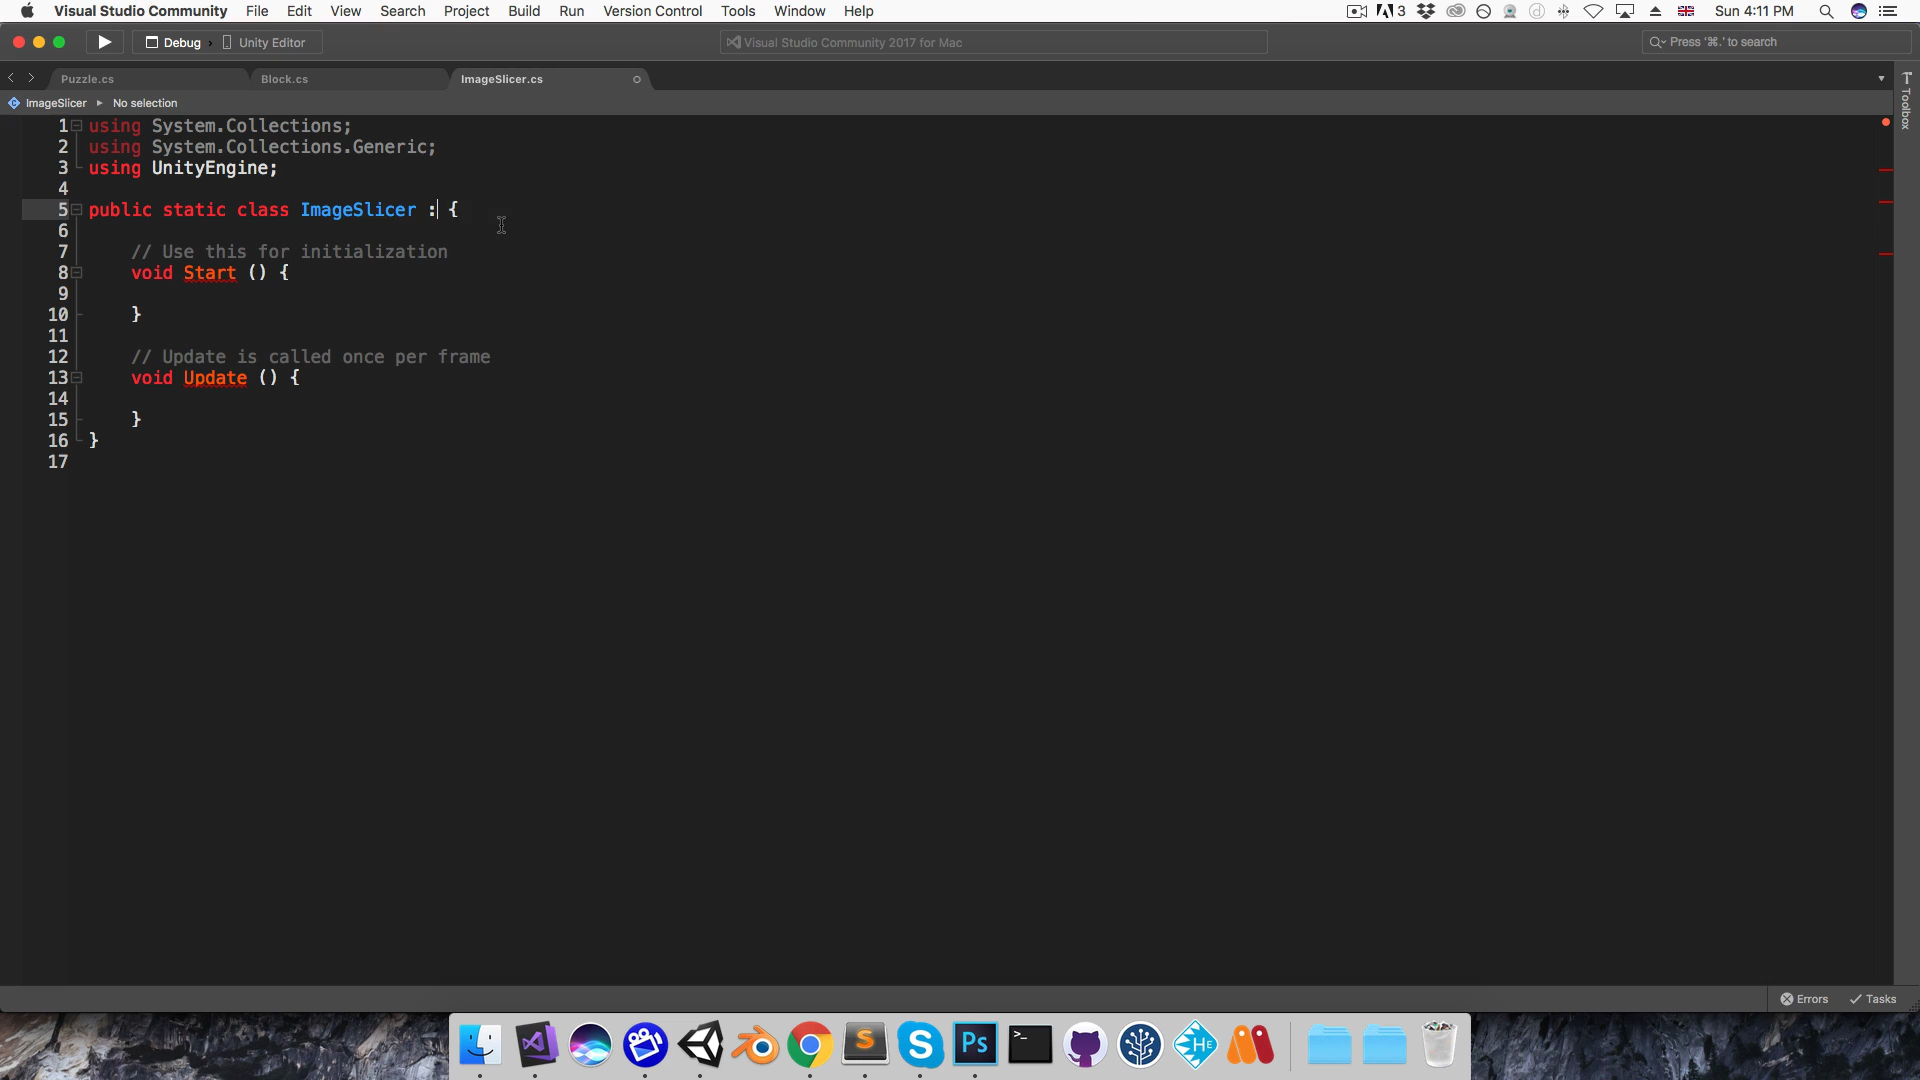 Visual Studio Community File Edit View Search Project Build Run Version Control Tools Window Help 3 Sun 4:11 PM
Debug › Unity Editor Visual Studio Community 2017 for Mac Press '⌘.' to search
Puzzle.cs Block.cs ImageSlicer.cs
ImageSlicer ▸ No selection
Toolbox
1 using System.Collections;
2 using System.Collections.Generic;
3 using UnityEngine;
4
5 public static class ImageSlicer : {
6
7 // Use this for initialization
8 void Start () {
9
10 }
11
12 // Update is called once per frame
13 void Update () {
14
15 }
16 }
17
Errors Tasks
S S Ps >_ HE